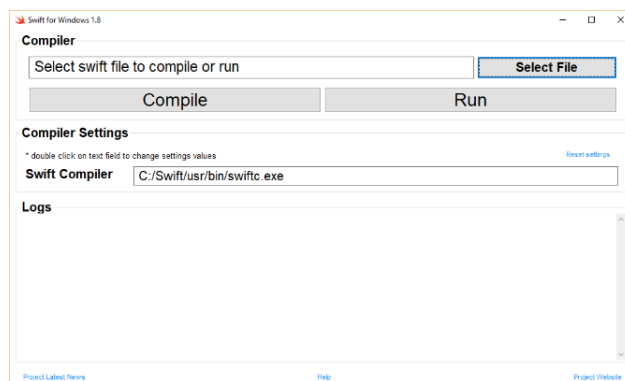 Swift for Windows 1.8
Compiler
Select swift file to compile or run
Select File
Compile
Run
Compiler Settings
* double click on text field to change settings values
Reset settings
Swift Compiler
C:/Swift/usr/bin/swiftc.exe
Logs
Project Latest News
Help
Project Website